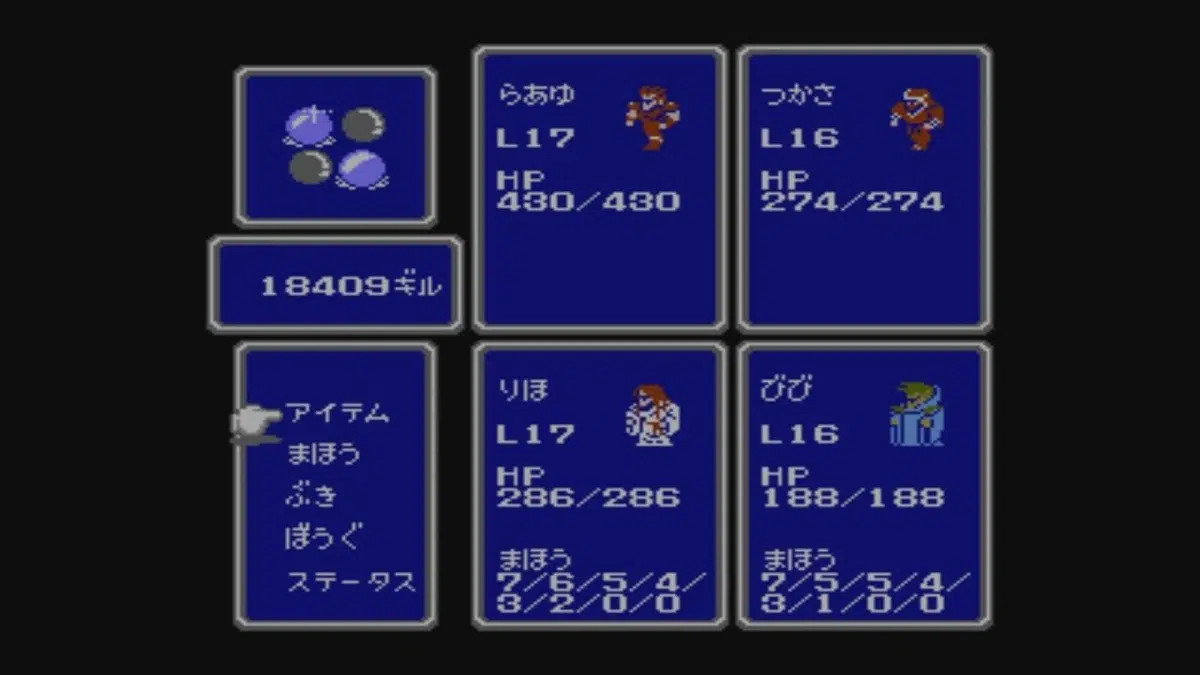 18409ギル
アイテム
まほう
ぶき
ぼうぐ
ステータス
らあゆ
L17
HP
430/430
つかさ
L16
HP
274/274
りほ
L17
HP
286/286
まほう
7/6/5/4/
3/2/0/0
びび
L16
HP
188/188
まほう
7/5/5/4/
3/1/0/0